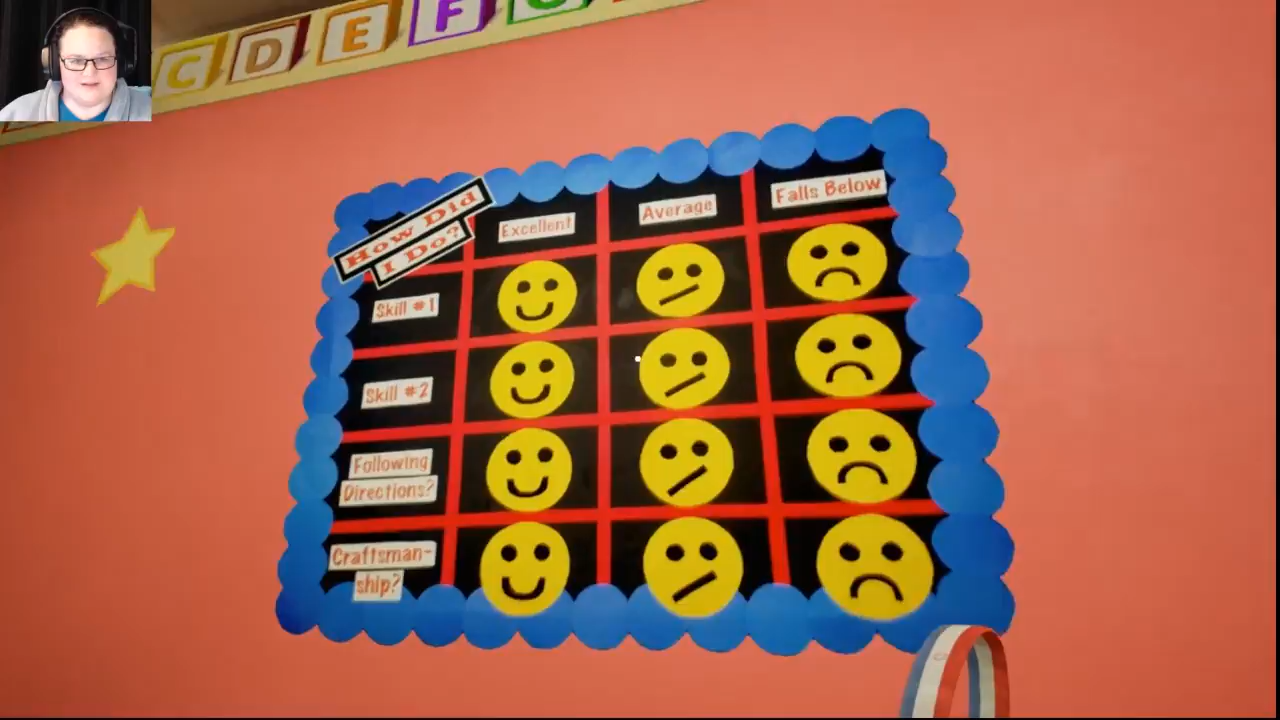 C D E F G
How Did
I Do?
Excellent
Average
Falls Below
Skill #1
Skill #2
Following
Directions?
Craftsman-
ship?